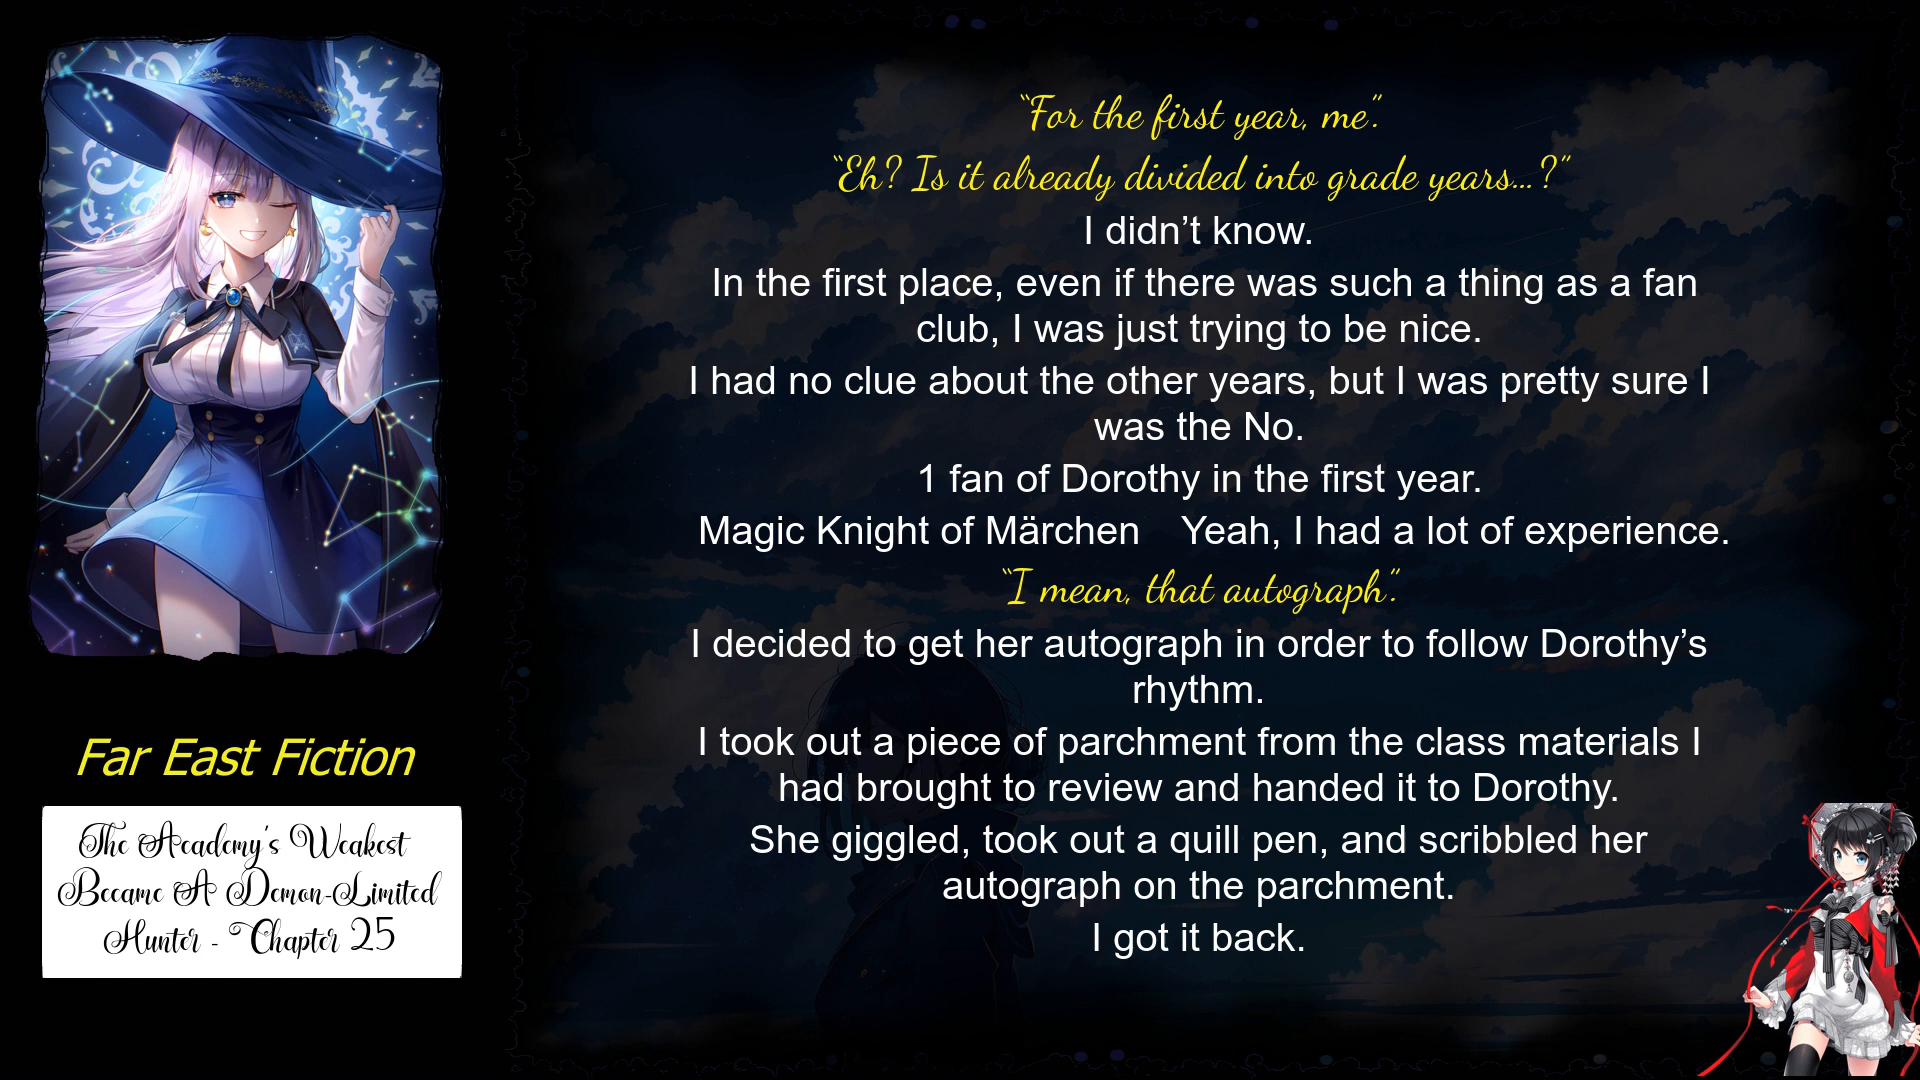 “For the first year, me”.
“Eh? Is it already divided into grade years…?”
I didn’t know.
In the first place, even if there was such a thing as a fan
club, I was just trying to be nice.
I had no clue about the other years, but I was pretty sure I
was the No.
1 fan of Dorothy in the first year.
Magic Knight of Märchen    Yeah, I had a lot of experience.
“I mean, that autograph”.
I decided to get her autograph in order to follow Dorothy’s
rhythm.
I took out a piece of parchment from the class materials I
had brought to review and handed it to Dorothy.
She giggled, took out a quill pen, and scribbled her
autograph on the parchment.
I got it back.
Far East Fiction
The Academy's Weakest
Became A Demon-Limited
Hunter - Chapter 25